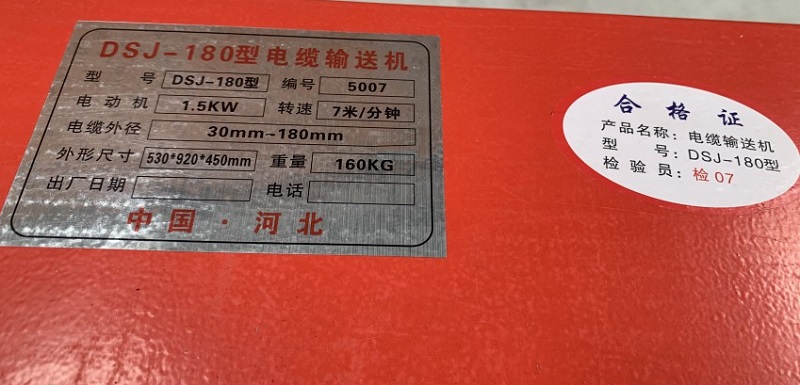 DSJ-180型电缆输送机
型 号 DSJ-180型 编号 5007
电动机 1.5KW 转速 7米/分钟
电缆外径 30mm-180mm
外形尺寸 530*920*450mm 重量 160KG
出厂日期 电话
中国·河北
合格证
产品名称：电缆输送机
型 号：DSJ-180型
检验员：检07